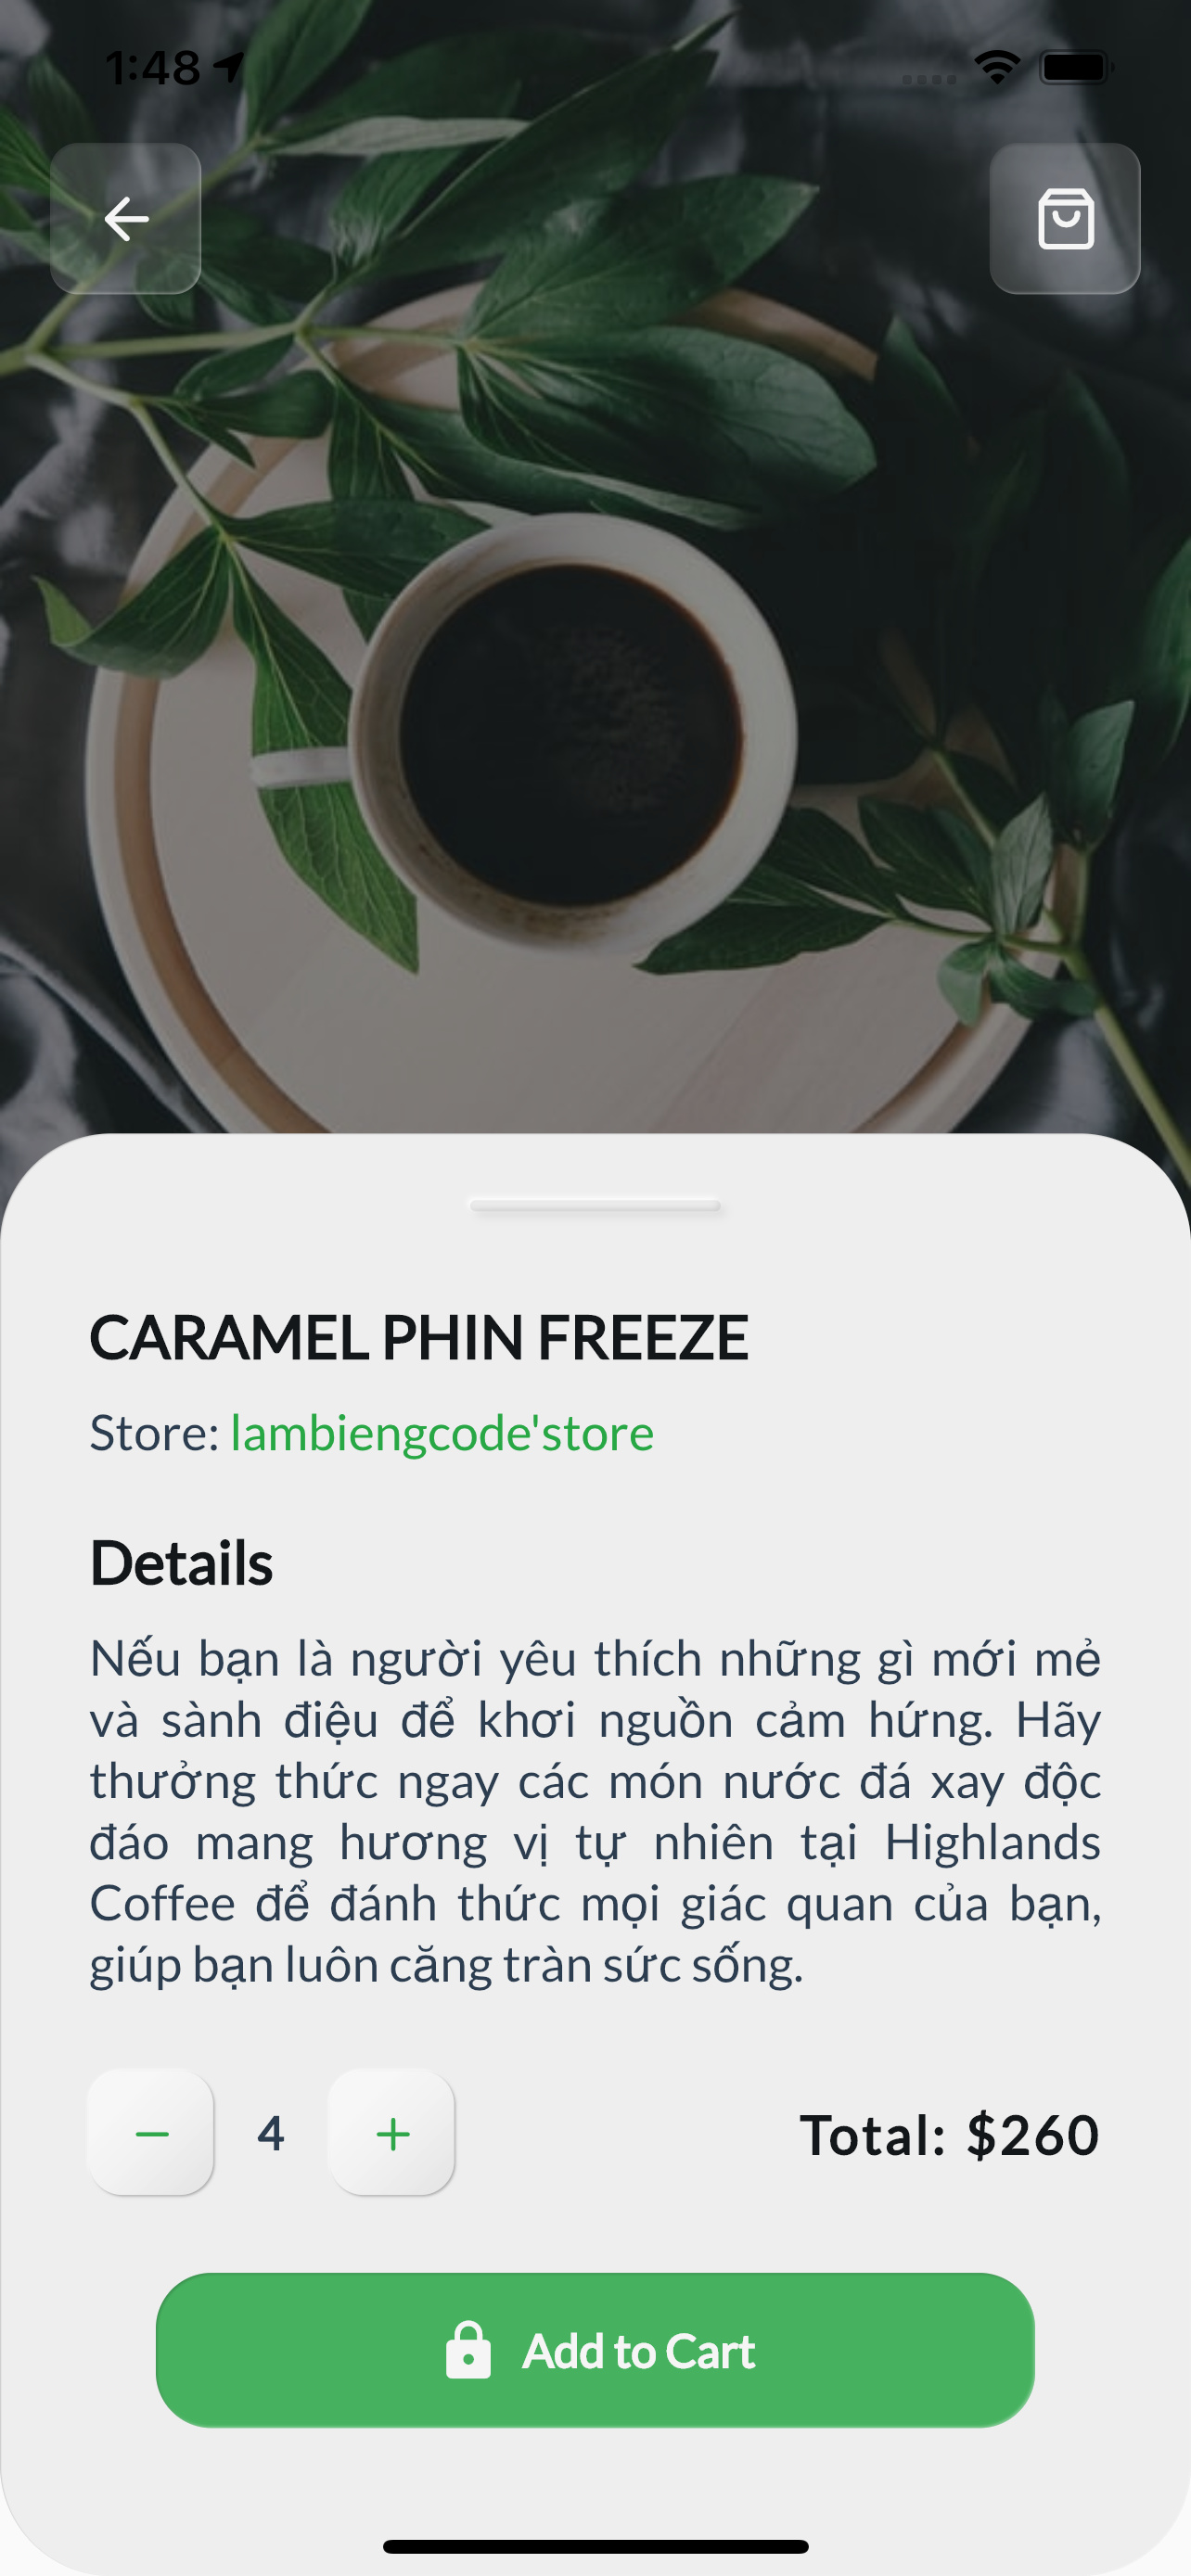 1:48
CARAMEL PHIN FREEZE
Store: lambiengcode'store
Details
Nếu bạn là người yêu thích những gì mới mẻ
và sành điệu để khơi nguồn cảm hứng. Hãy
thưởng thức ngay các món nước đá xay độc
đáo mang hương vị tự nhiên tại Highlands
Coffee để đánh thức mọi giác quan của bạn,
giúp bạn luôn căng tràn sức sống.
4
Total: $260
Add to Cart